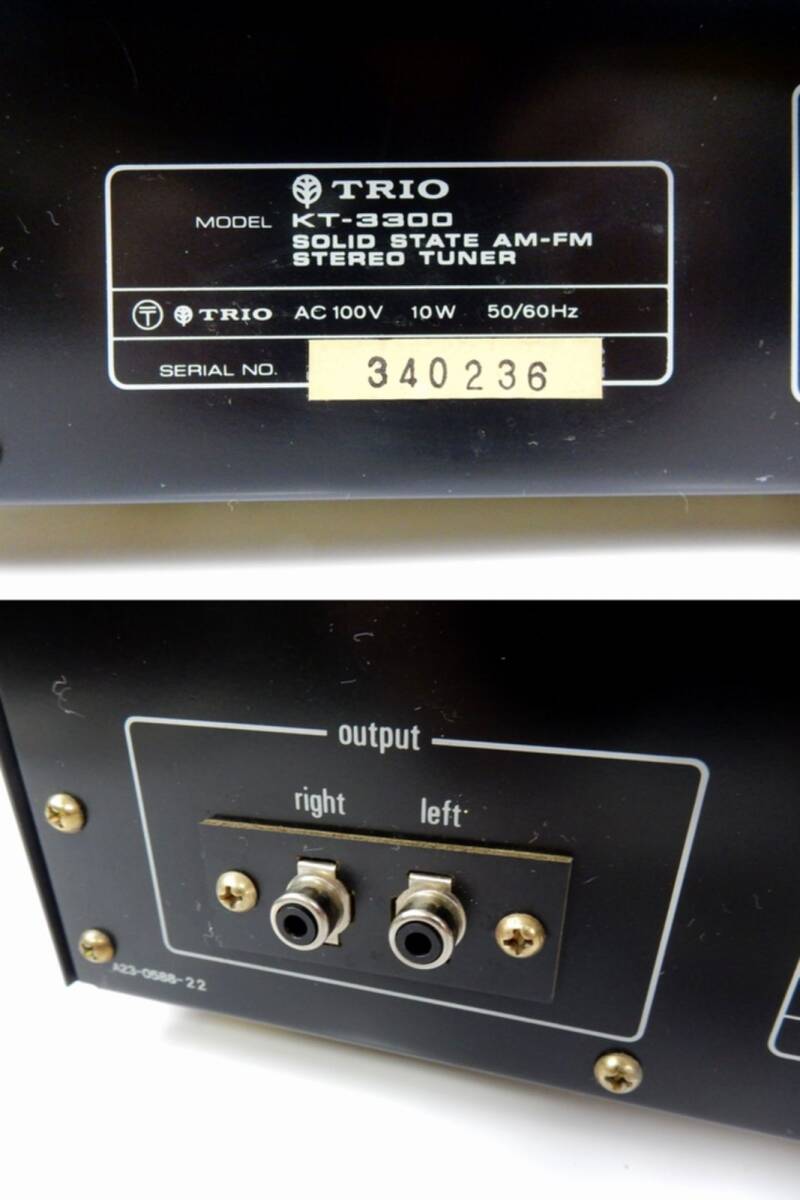 TRIO
MODEL KT-3300
SOLID STATE AM-FM
STEREO TUNER
T TRIO AC 100V 10W 50/60Hz
SERIAL NO. 340236
output
right left
A23-0588-22